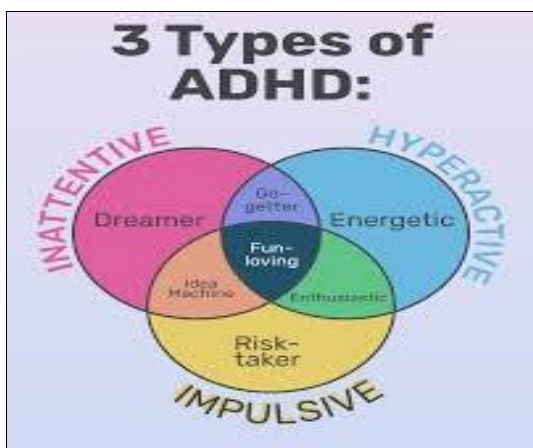 3 Types of
ADHD:
INATTENTIVE
HYPERACTIVE
Go-
getter
Dreamer
Energetic
Fun-
loving
Idea
Machine
Enthusiastic
Risk-
taker
IMPULSIVE